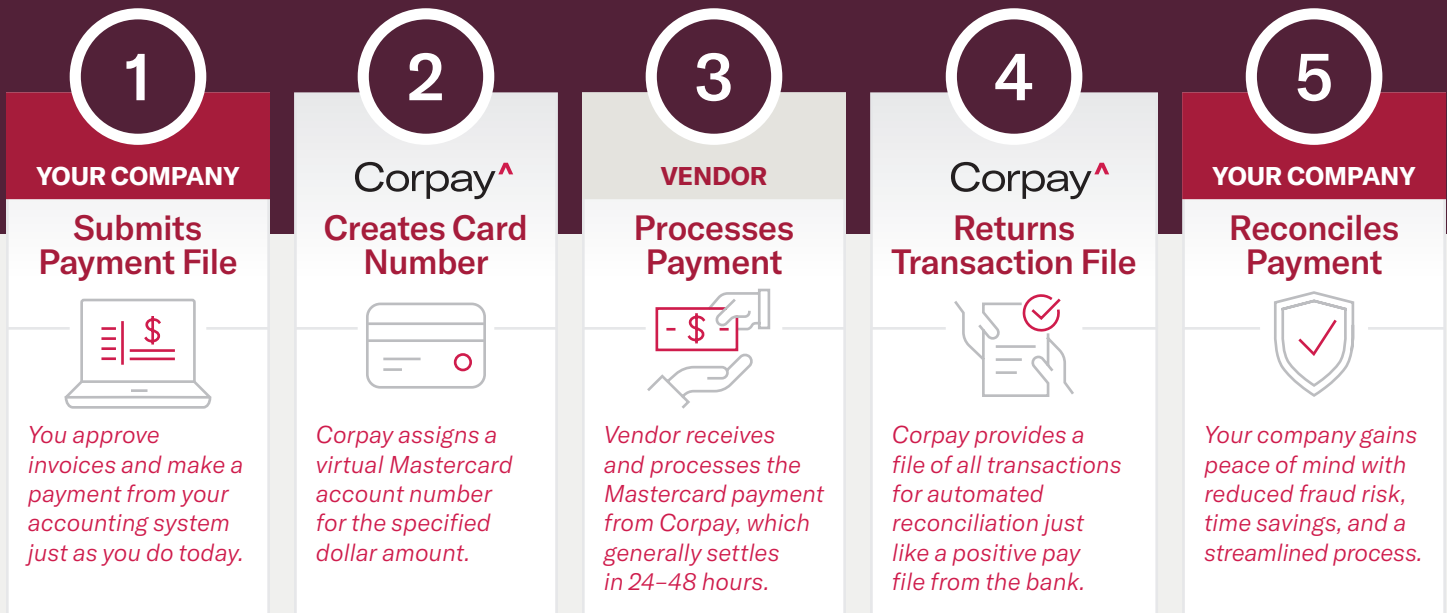 1
YOUR COMPANY
Submits
Payment File
$
You approve
invoices and make a
payment from your
accounting system
just as you do today.
2
Corpay^
Creates Card
Number
Corpay assigns a
virtual Mastercard
account number
for the specified
dollar amount.
3
VENDOR
Processes
Payment
- $ -
Vendor receives
and processes the
Mastercard payment
from Corpay, which
generally settles
in 24–48 hours.
4
Corpay^
Returns
Transaction File
Corpay provides a
file of all transactions
for automated
reconciliation just
like a positive pay
file from the bank.
5
YOUR COMPANY
Reconciles
Payment
Your company gains
peace of mind with
reduced fraud risk,
time savings, and a
streamlined process.